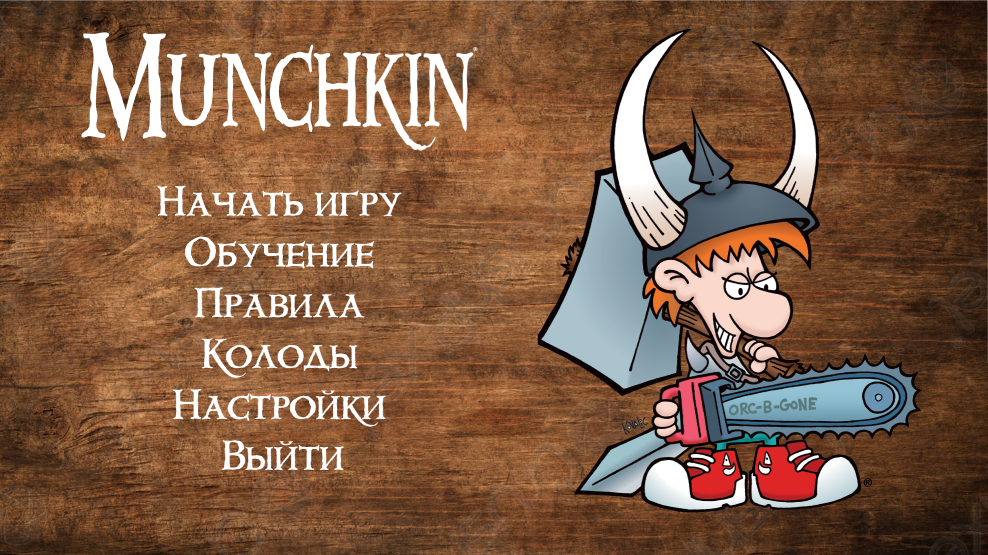 Munchkin®
Начать игру
Обучение
Правила
Колоды
Настройки
Выйти
ORC-B-GONE
®